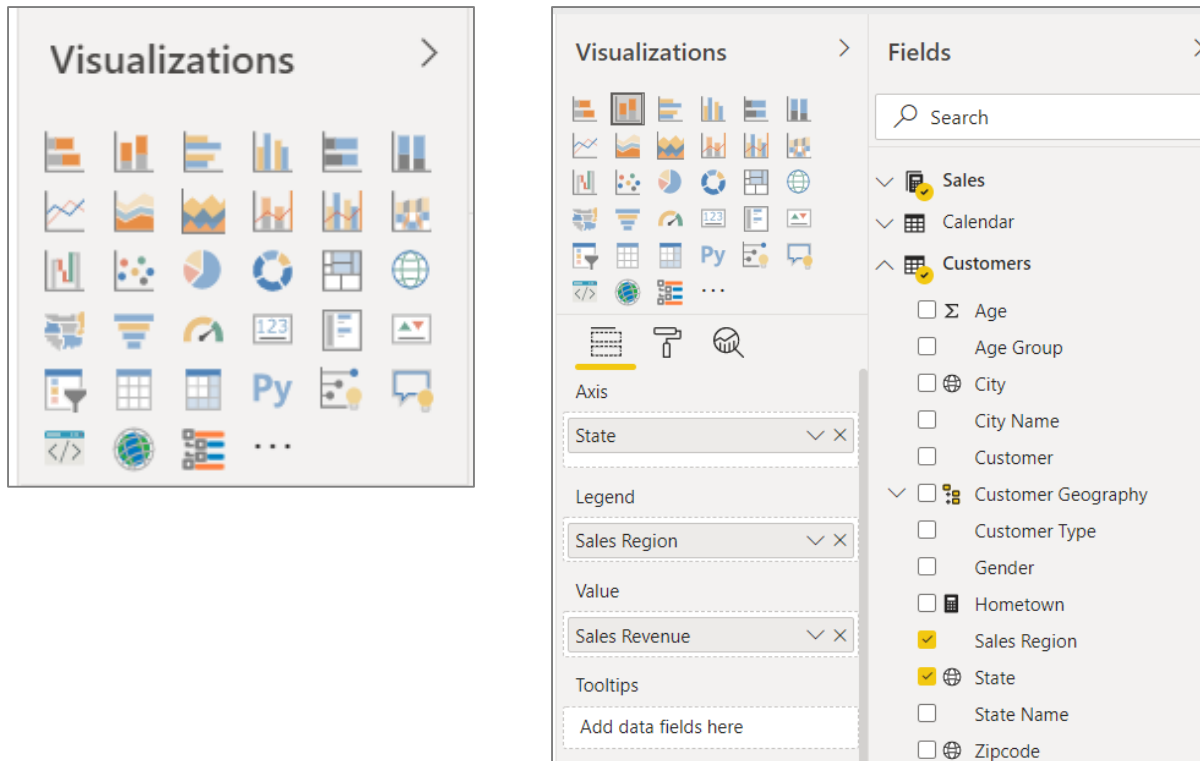 Visualizations
123
Py
</>
...
Visualizations
123
Py
</>
...
Axis
State
Legend
Sales Region
Value
Sales Revenue
Tooltips
Add data fields here
Fields
Search
Sales
Calendar
Customers
Σ Age
Age Group
City
City Name
Customer
Customer Geography
Customer Type
Gender
Hometown
Sales Region
State
State Name
Zipcode